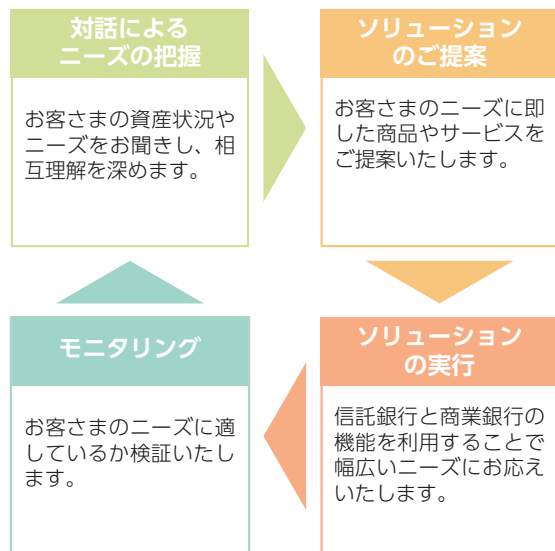 対話による
ニーズの把握
お客さまの資産状況や
ニーズをお聞きし、相
互理解を深めます。
ソリューション
のご提案
お客さまのニーズに即
した商品やサービスを
ご提案いたします。
ソリューション
の実行
信託銀行と商業銀行の
機能を利用することで
幅広いニーズにお応え
いたします。
モニタリング
お客さまのニーズに適
しているか検証いたし
ます。